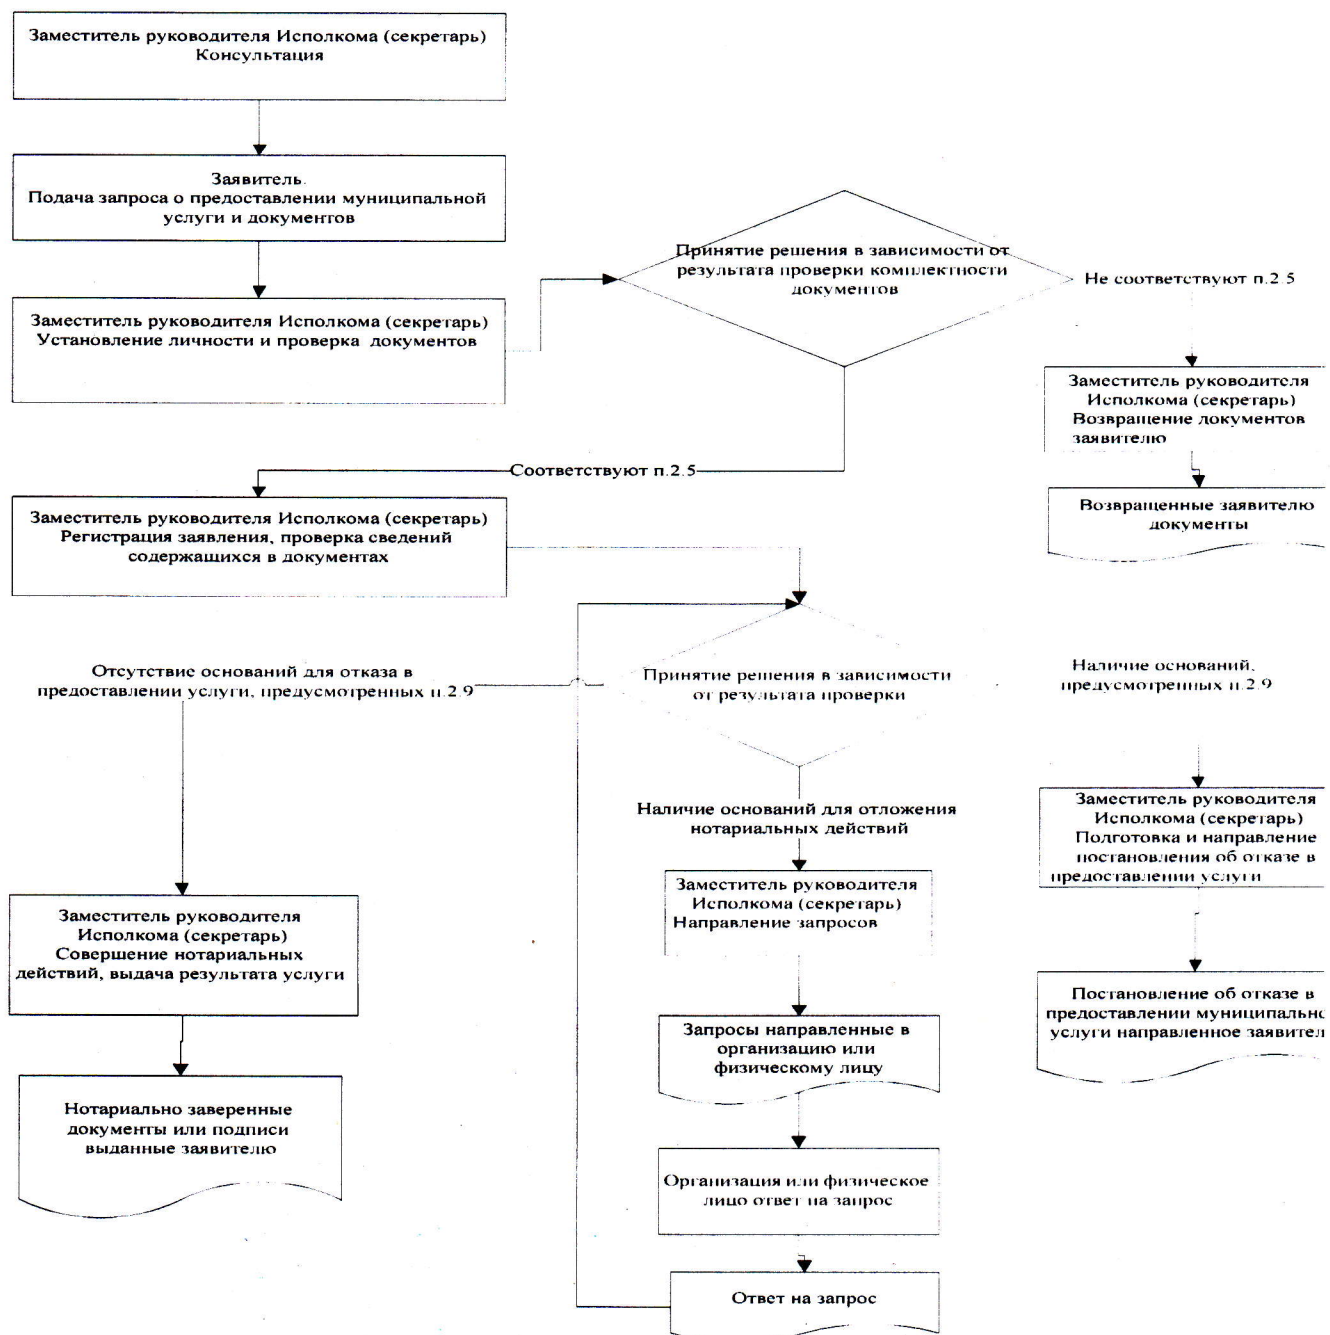 Заместитель руководителя Исполкома (секретарь)
Консультация
Заявитель.
Подача запроса о предоставлении муниципальной
услуги и документов
Заместитель руководителя Исполкома (секретарь)
Установление личности и проверка документов
Принятие решения в зависимости от
результата проверки комплектности
документов
Не соответствуют п.2.5
Заместитель руководителя
Исполкома (секретарь)
Возвращение документов
заявителю
Возвращенные заявителю
документы
Соответствуют п.2.5
Заместитель руководителя Исполкома (секретарь)
Регистрация заявления, проверка сведений
содержащихся в документах
Отсутствие оснований для отказа в
предоставлении услуги, предусмотренных п.2.9
Принятие решения в зависимости
от результата проверки
Наличие оснований,
предусмотренных п.2.9
Наличие оснований для отложения
нотариальных действий
Заместитель руководителя
Исполкома (секретарь)
Подготовка и направление
постановления об отказе в
предоставлении услуги
Заместитель руководителя
Исполкома (секретарь)
Направление запросов
Заместитель руководителя
Исполкома (секретарь)
Совершение нотариальных
действий, выдача результата услуги
Постановление об отказе в
предоставлении муниципально
услуги направленное заявител
Запросы направленные в
организацию или
физическому лицу
Нотариально заверенные
документы или подписи
выданные заявителю
Организация или физическое
лицо ответ на запрос
Ответ на запрос